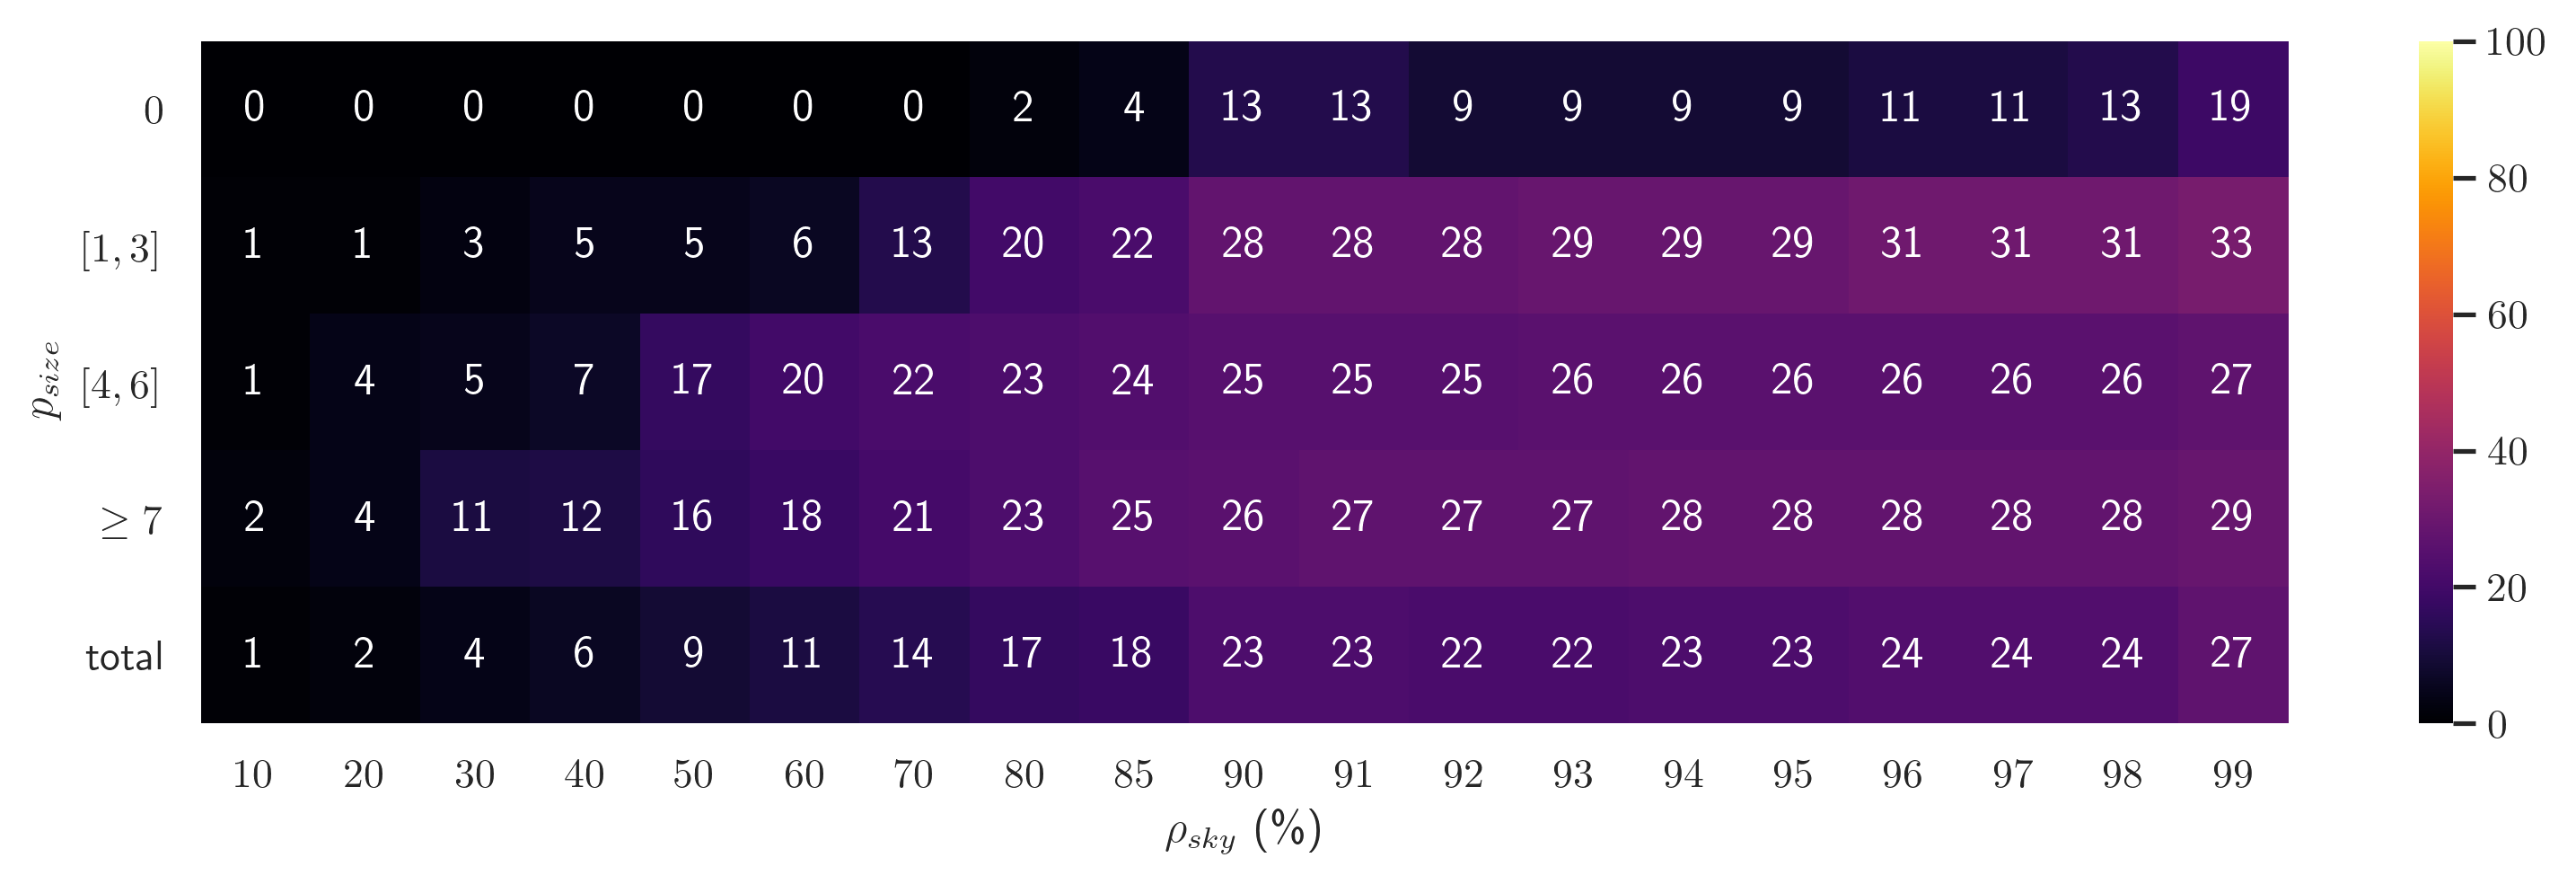 0 0 0 0 0 0 0 0 2 4 13 13 9 9 9 9 11 11 13 19
[1, 3] 1 1 3 5 5 6 13 20 22 28 28 28 29 29 29 31 31 31 33
[4, 6] 1 4 5 7 17 20 22 23 24 25 25 25 26 26 26 26 26 26 27
≥ 7 2 4 11 12 16 18 21 23 25 26 27 27 27 28 28 28 28 28 29
total 1 2 4 6 9 11 14 17 18 23 23 22 22 23 23 24 24 24 27
p_size
10 20 30 40 50 60 70 80 85 90 91 92 93 94 95 96 97 98 99
ρ_sky (%)
100
80
60
40
20
0